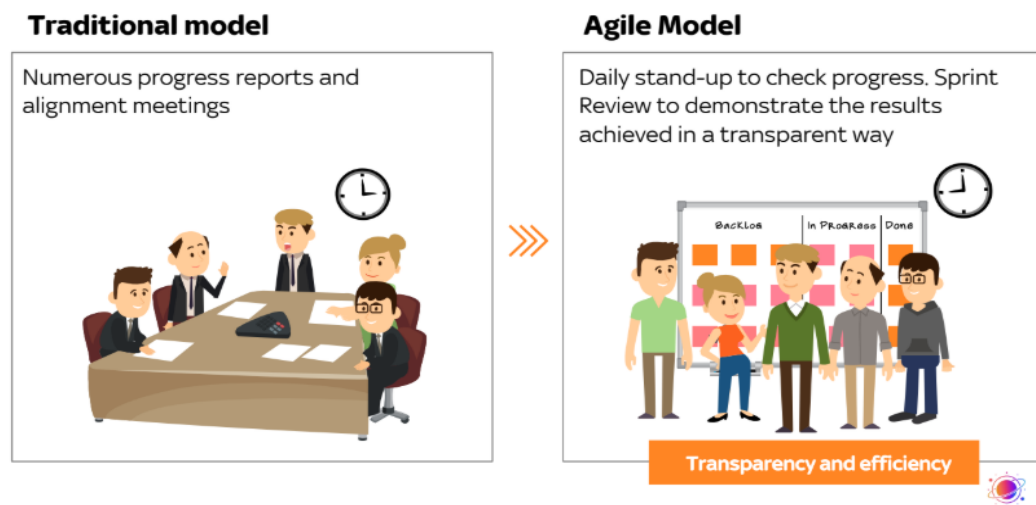 Traditional model
Numerous progress reports and
alignment meetings
Agile Model
Daily stand-up to check progress. Sprint
Review to demonstrate the results
achieved in a transparent way
Backlog In Progress Done
Transparency and efficiency